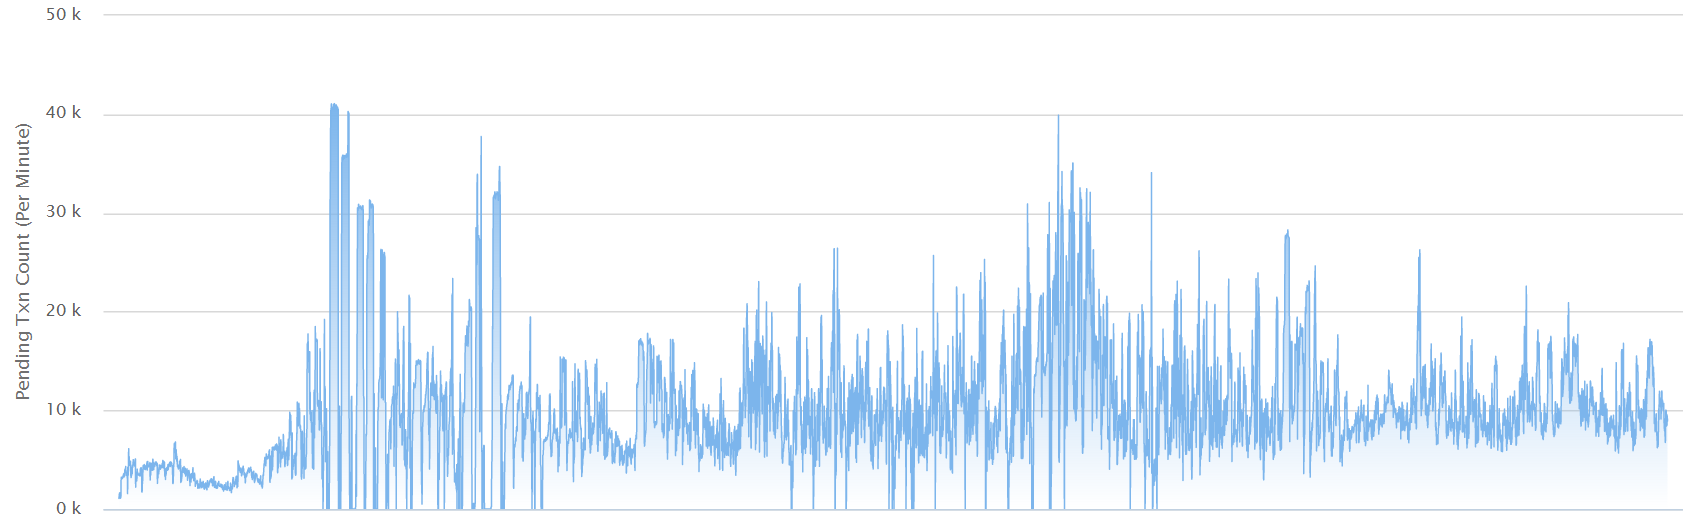 50 k
40 k
30 k
20 k
10 k
0 k
Pending Txn Count (Per Minute)